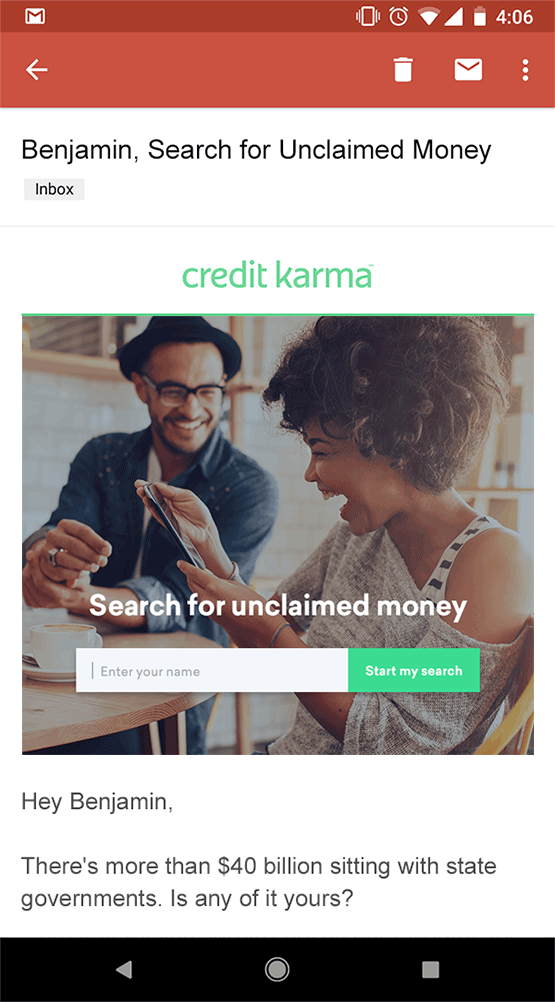 4:06
Benjamin, Search for Unclaimed Money
Inbox
credit karma
Search for unclaimed money
Enter your name
Start my search
Hey Benjamin,
There's more than $40 billion sitting with state
governments. Is any of it yours?